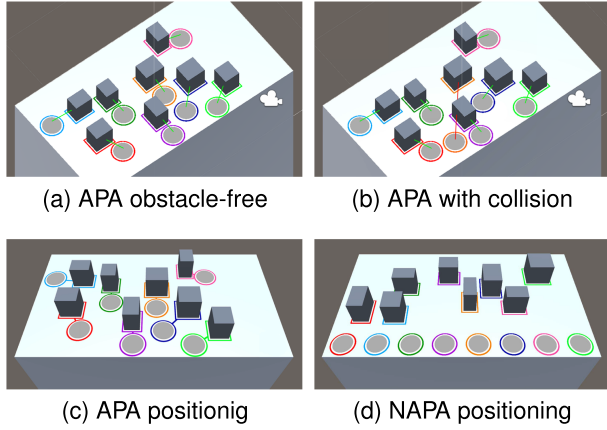 (a) APA obstacle-free
(b) APA with collision
(c) APA positionig
(d) NAPA positioning